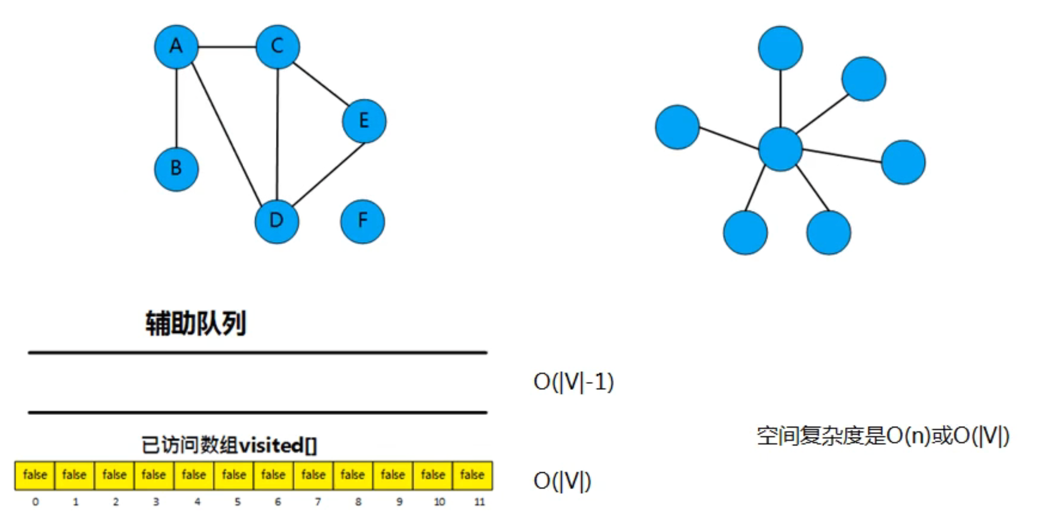 A
C
E
B
D
F
辅助队列
O(|V|-1)
空间复杂度是O(n)或O(|V|)
已访问数组visited[]
false false false false false false false false false false false false
0 1 2 3 4 5 6 7 8 9 10 11
O(|V|)